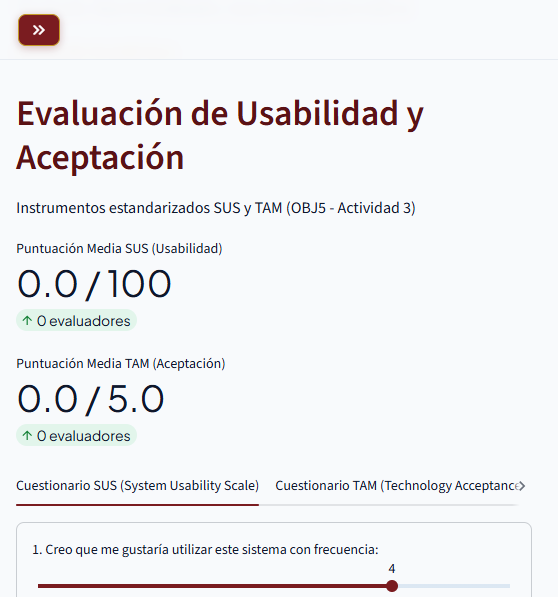 Evaluación de Usabilidad y
Aceptación
Instrumentos estandarizados SUS y TAM (OBJ5 - Actividad 3)
Puntuación Media SUS (Usabilidad)
0.0 / 100
↑ 0 evaluadores
Puntuación Media TAM (Aceptación)
0.0 / 5.0
↑ 0 evaluadores
Cuestionario SUS (System Usability Scale) Cuestionario TAM (Technology Acceptance
1. Creo que me gustaría utilizar este sistema con frecuencia:
4